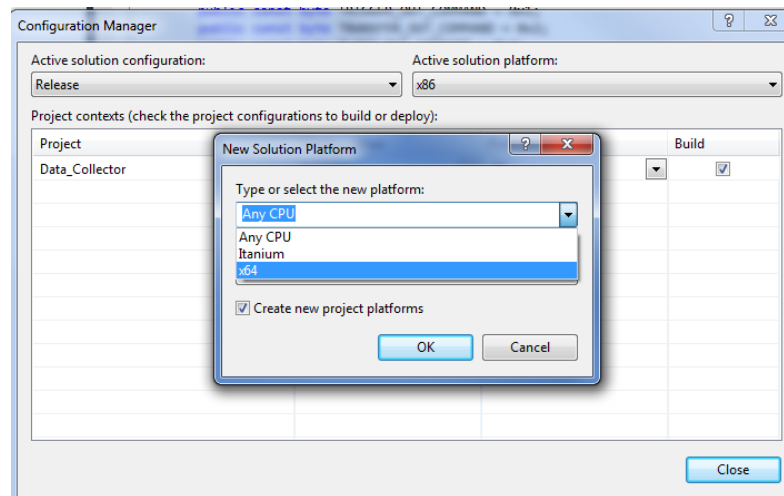 Configuration Manager
Active solution configuration:
Active solution platform:
Release
x86
Project contexts (check the project configurations to build or deploy):
Project
Build
Data_Collector
New Solution Platform
Type or select the new platform:
Any CPU
Any CPU
Itanium
x64
Create new project platforms
OK
Cancel
Close